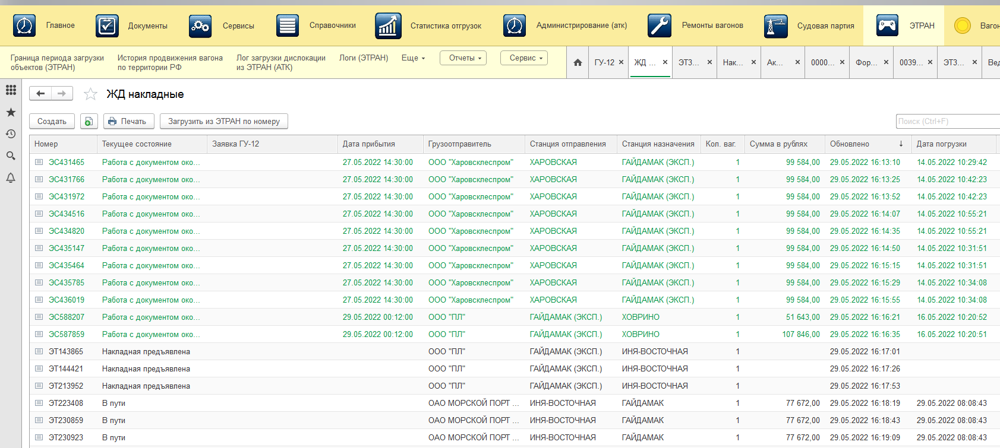 Главное Документы Сервисы Справочники Статистика отгрузок Администрирование (атк) Ремонты вагонов Судовая партия ЭТРАН Вагон
Граница периода загрузки объектов (ЭТРАН)
История продвижения вагона по территории РФ
Лог загрузки дислокации из ЭТРАН (АТК)
Логи (ЭТРАН) Еще Отчеты Сервис
ГУ-12 × ЖД ... × ЭТЗ... × Нак... × Ак... × 0000... × Фор... × 0039... × ЭТЗ... × Вед
ЖД накладные
Создать Печать Загрузить из ЭТРАН по номеру Поиск (Ctrl+F)
Номер Текущее состояние Заявка ГУ-12 Дата прибытия Грузоотправитель Станция отправления Станция назначения Кол. ваг. Сумма в рублях Обновлено ↓ Дата погрузки
ЭС431465 Работа с документом око... 27.05.2022 14:30:00 ООО "Харовсклеспром" ХАРОВСКАЯ ГАЙДАМАК (ЭКСП.) 1 99 584,00 29.05.2022 16:13:10 14.05.2022 10:29:42
ЭС431766 Работа с документом око... 27.05.2022 14:30:00 ООО "Харовсклеспром" ХАРОВСКАЯ ГАЙДАМАК (ЭКСП.) 1 99 584,00 29.05.2022 16:13:25 14.05.2022 10:42:23
ЭС431972 Работа с документом око... 27.05.2022 14:30:00 ООО "Харовсклеспром" ХАРОВСКАЯ ГАЙДАМАК (ЭКСП.) 1 99 584,00 29.05.2022 16:13:52 14.05.2022 10:42:23
ЭС434516 Работа с документом око... 27.05.2022 14:30:00 ООО "Харовсклеспром" ХАРОВСКАЯ ГАЙДАМАК (ЭКСП.) 1 99 584,00 29.05.2022 16:14:07 14.05.2022 10:55:21
ЭС434820 Работа с документом око... 27.05.2022 14:30:00 ООО "Харовсклеспром" ХАРОВСКАЯ ГАЙДАМАК (ЭКСП.) 1 99 584,00 29.05.2022 16:14:35 14.05.2022 10:55:21
ЭС435147 Работа с документом око... 27.05.2022 14:30:00 ООО "Харовсклеспром" ХАРОВСКАЯ ГАЙДАМАК (ЭКСП.) 1 99 584,00 29.05.2022 16:14:50 14.05.2022 10:31:51
ЭС435464 Работа с документом око... 27.05.2022 14:30:00 ООО "Харовсклеспром" ХАРОВСКАЯ ГАЙДАМАК (ЭКСП.) 1 99 584,00 29.05.2022 16:15:15 14.05.2022 10:31:51
ЭС435785 Работа с документом око... 27.05.2022 14:30:00 ООО "Харовсклеспром" ХАРОВСКАЯ ГАЙДАМАК (ЭКСП.) 1 99 584,00 29.05.2022 16:15:29 14.05.2022 10:34:08
ЭС436019 Работа с документом око... 27.05.2022 14:30:00 ООО "Харовсклеспром" ХАРОВСКАЯ ГАЙДАМАК (ЭКСП.) 1 99 584,00 29.05.2022 16:15:55 14.05.2022 10:34:08
ЭС588207 Работа с документом око... 29.05.2022 00:12:00 ООО "ПЛ" ГАЙДАМАК (ЭКСП.) ХОВРИНО 1 51 643,00 29.05.2022 16:16:21 16.05.2022 10:20:52
ЭС587859 Работа с документом око... 29.05.2022 00:12:00 ООО "ПЛ" ГАЙДАМАК (ЭКСП.) ХОВРИНО 1 107 846,00 29.05.2022 16:16:35 16.05.2022 10:20:51
ЭТ143865 Накладная предъявлена ООО "ПЛ" ГАЙДАМАК (ЭКСП.) ИНЯ-ВОСТОЧНАЯ 1 29.05.2022 16:17:01
ЭТ144421 Накладная предъявлена ООО "ПЛ" ГАЙДАМАК (ЭКСП.) ИНЯ-ВОСТОЧНАЯ 1 29.05.2022 16:17:26
ЭТ213952 Накладная предъявлена ООО "ПЛ" ГАЙДАМАК (ЭКСП.) ИНЯ-ВОСТОЧНАЯ 1 29.05.2022 16:17:53
ЭТ223408 В пути ОАО МОРСКОЙ ПОРТ ... ИНЯ-ВОСТОЧНАЯ ГАЙДАМАК 1 77 672,00 29.05.2022 16:18:19 29.05.2022 08:08:43
ЭТ230859 В пути ОАО МОРСКОЙ ПОРТ ... ИНЯ-ВОСТОЧНАЯ ГАЙДАМАК 1 77 672,00 29.05.2022 16:18:43 29.05.2022 08:08:43
ЭТ230923 В пути ОАО МОРСКОЙ ПОРТ ... ИНЯ-ВОСТОЧНАЯ ГАЙДАМАК 1 77 672,00 29.05.2022 16:19:09 29.05.2022 08:08:43